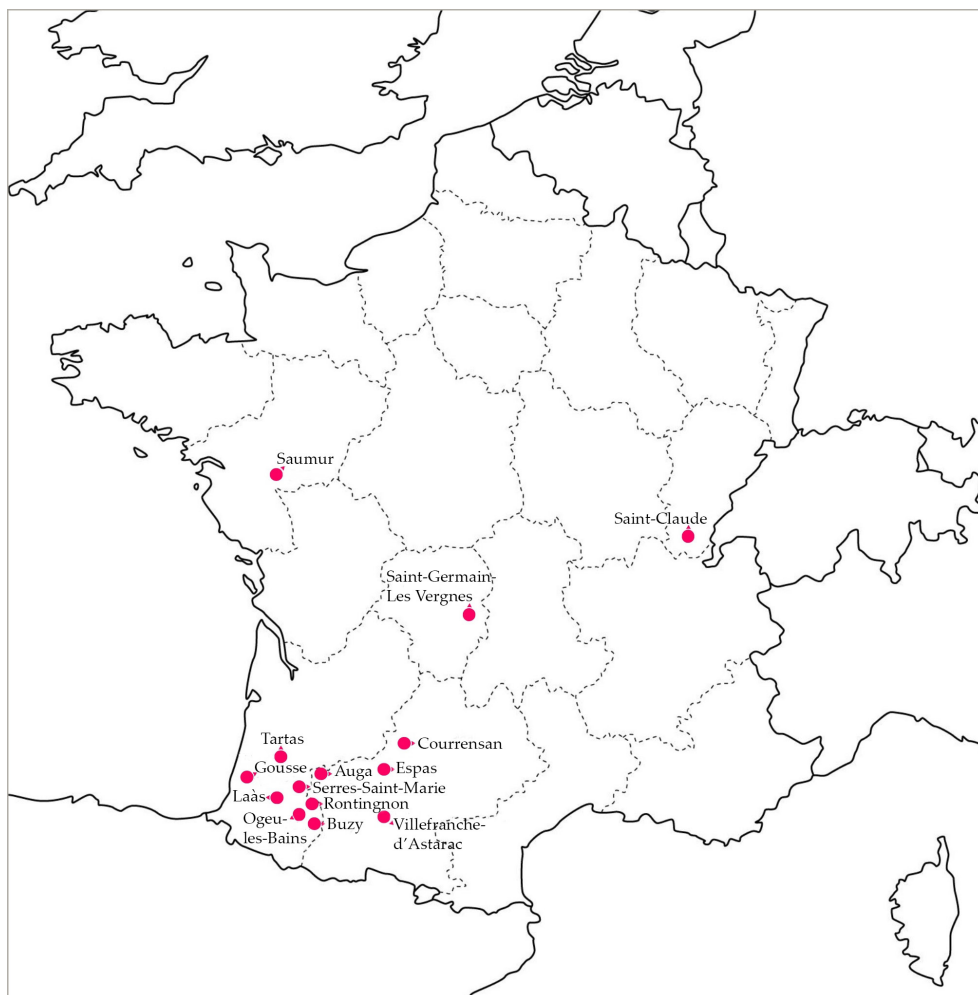 Saumur
Saint-Claude
Saint-Germain-
Les Vergnes
Tartas
Courrensan
Gousse
Auga
Espas
Serres-Saint-Marie
Laàs
Rontingnon
Ogeu-
les-Bains
Buzy
Villefranche-
d’Astarac